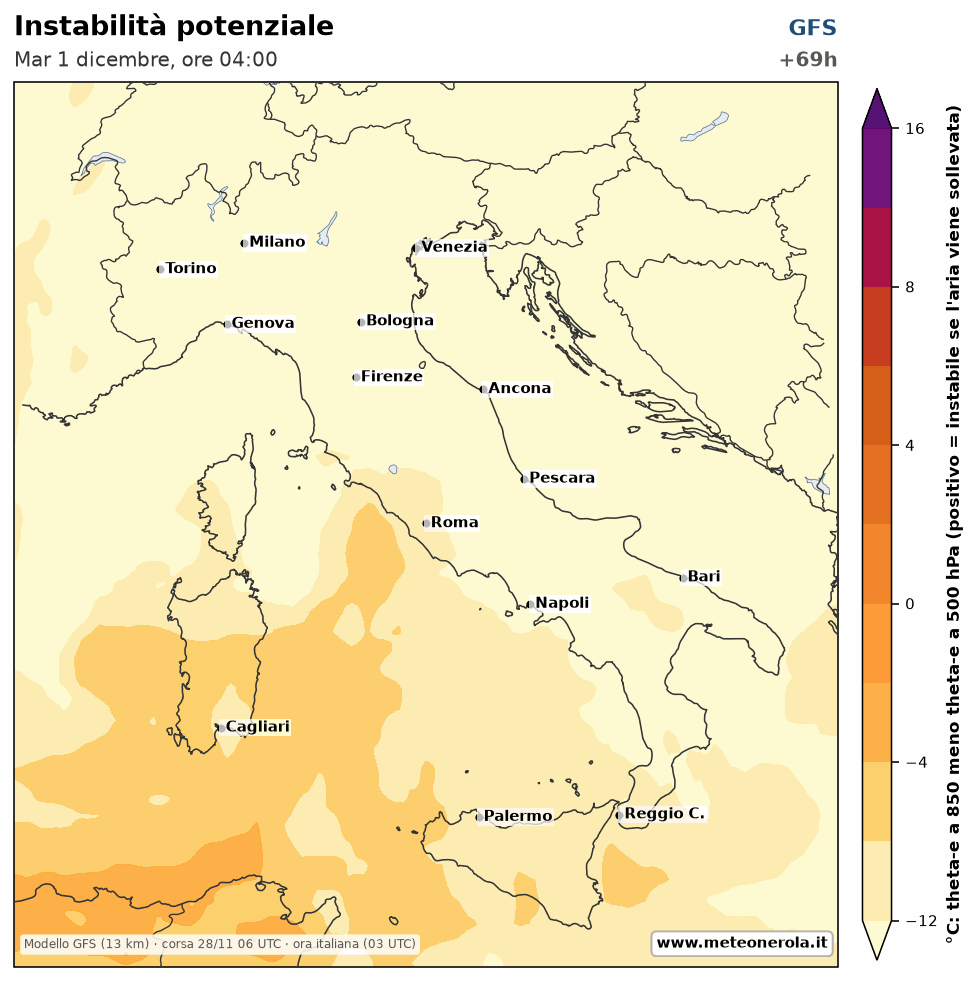 Instabilità potenziale
GFS
Mar 1 dicembre, ore 04:00
+69h
16
8
4
0
−4
−12
°C: theta-e a 850 meno theta-e a 500 hPa (positivo = instabile se l'aria viene sollevata)
Milano
Venezia
Torino
Genova
Bologna
Firenze
Ancona
Pescara
Roma
Bari
Napoli
Cagliari
Palermo
Reggio C.
Modello GFS (13 km) · corsa 28/11 06 UTC · ora italiana (03 UTC)
www.meteonerola.it